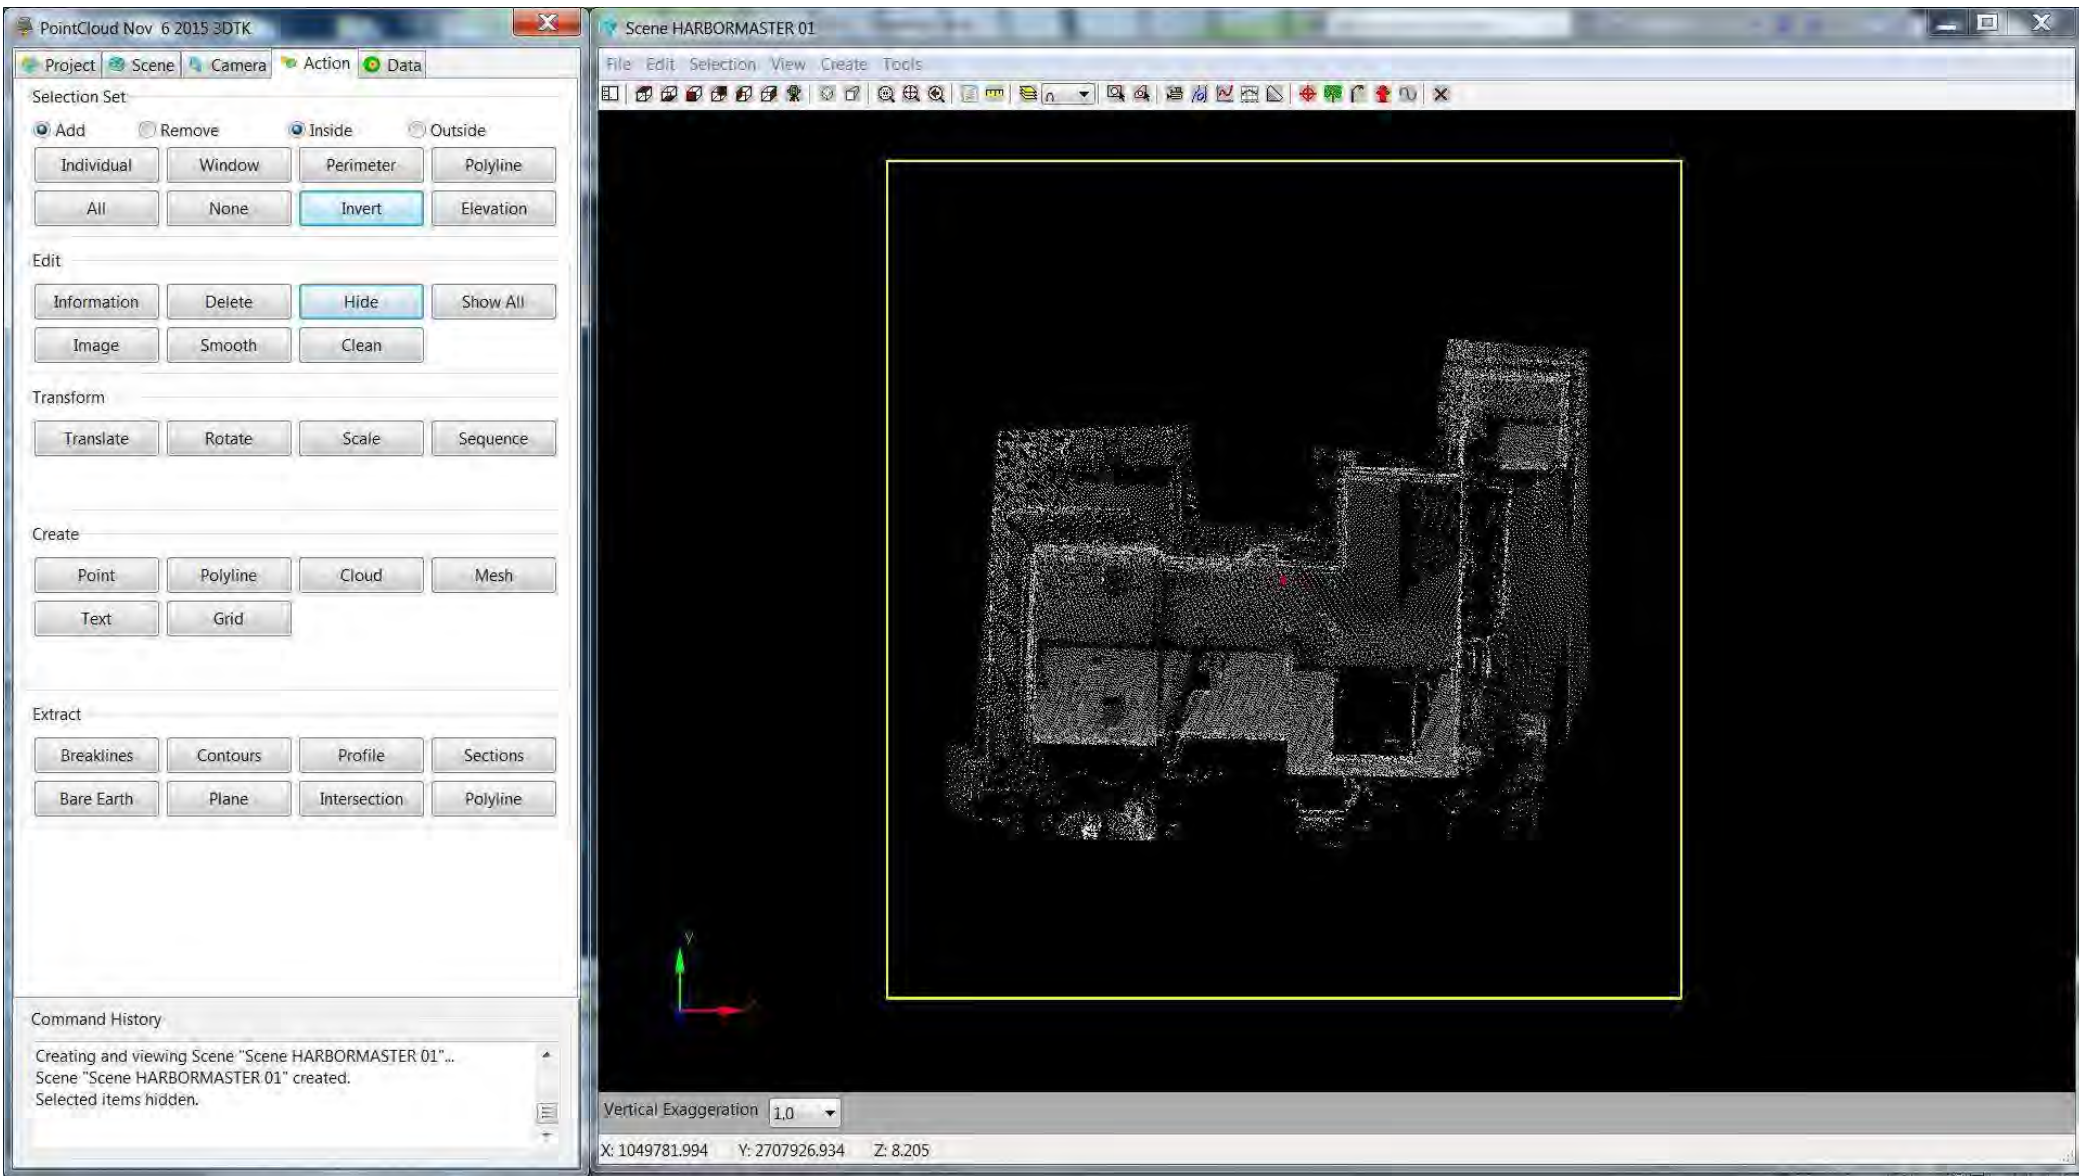 PointCloud Nov 6 2015 3DTK
Project Scene Camera Action Data
Selection Set
Add Remove Inside Outside
Individual Window Perimeter Polyline
All None Invert Elevation
Edit
Information Delete Hide Show All
Image Smooth Clean
Transform
Translate Rotate Scale Sequence
Create
Point Polyline Cloud Mesh
Text Grid
Extract
Breaklines Contours Profile Sections
Bare Earth Plane Intersection Polyline
Command History
Creating and viewing Scene "Scene HARBORMASTER 01"...
Scene "Scene HARBORMASTER 01" created.
Selected items hidden.
Scene HARBORMASTER 01
File Edit Selection View Create Tools
y
Vertical Exaggeration 1.0
X: 1049781.994 Y: 2707926.934 Z: 8.205